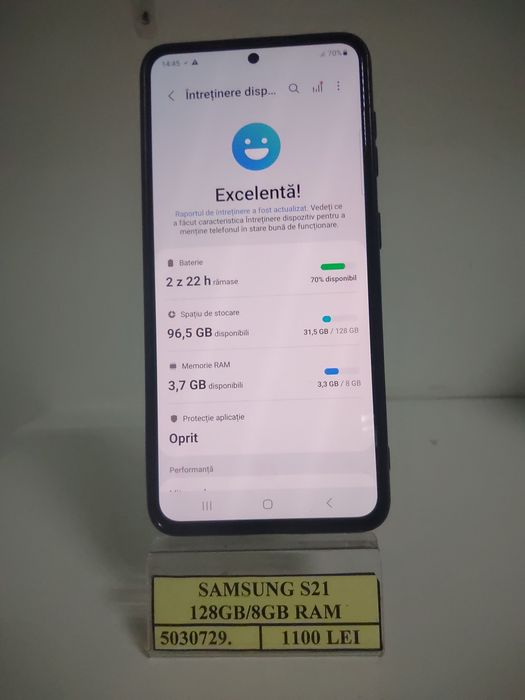 14:45
70%
Întreținere disp...
Excelentă!
Raportul de întreținere a fost actualizat. Vedeți ce
a făcut caracteristica Întreținere dispozitiv pentru a
menține telefonul în stare bună de funcționare.
Baterie
2 z 22 h rămase
70% disponibil
Spațiu de stocare
96,5 GB disponibili
31,5 GB / 128 GB
Memorie RAM
3,7 GB disponibili
3,3 GB / 8 GB
Protecție aplicație
Oprit
Performanță
SAMSUNG S21
128GB/8GB RAM
5030729. 1100 LEI